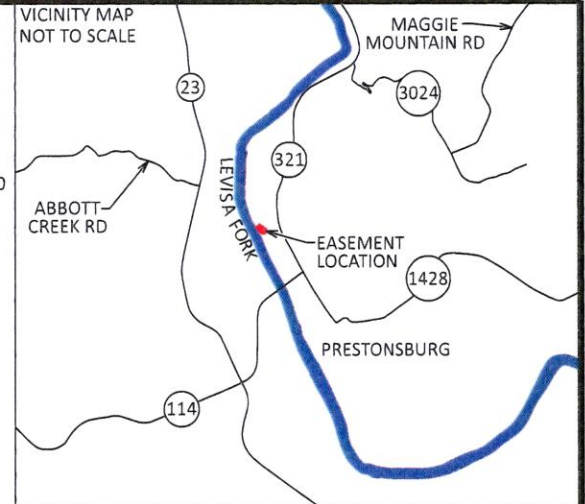 VICINITY MAP
NOT TO SCALE
MAGGIE
MOUNTAIN RD
23
3024
321
LEVISA FORK
ABBOTT
CREEK RD
EASEMENT
LOCATION
1428
PRESTONSBURG
114